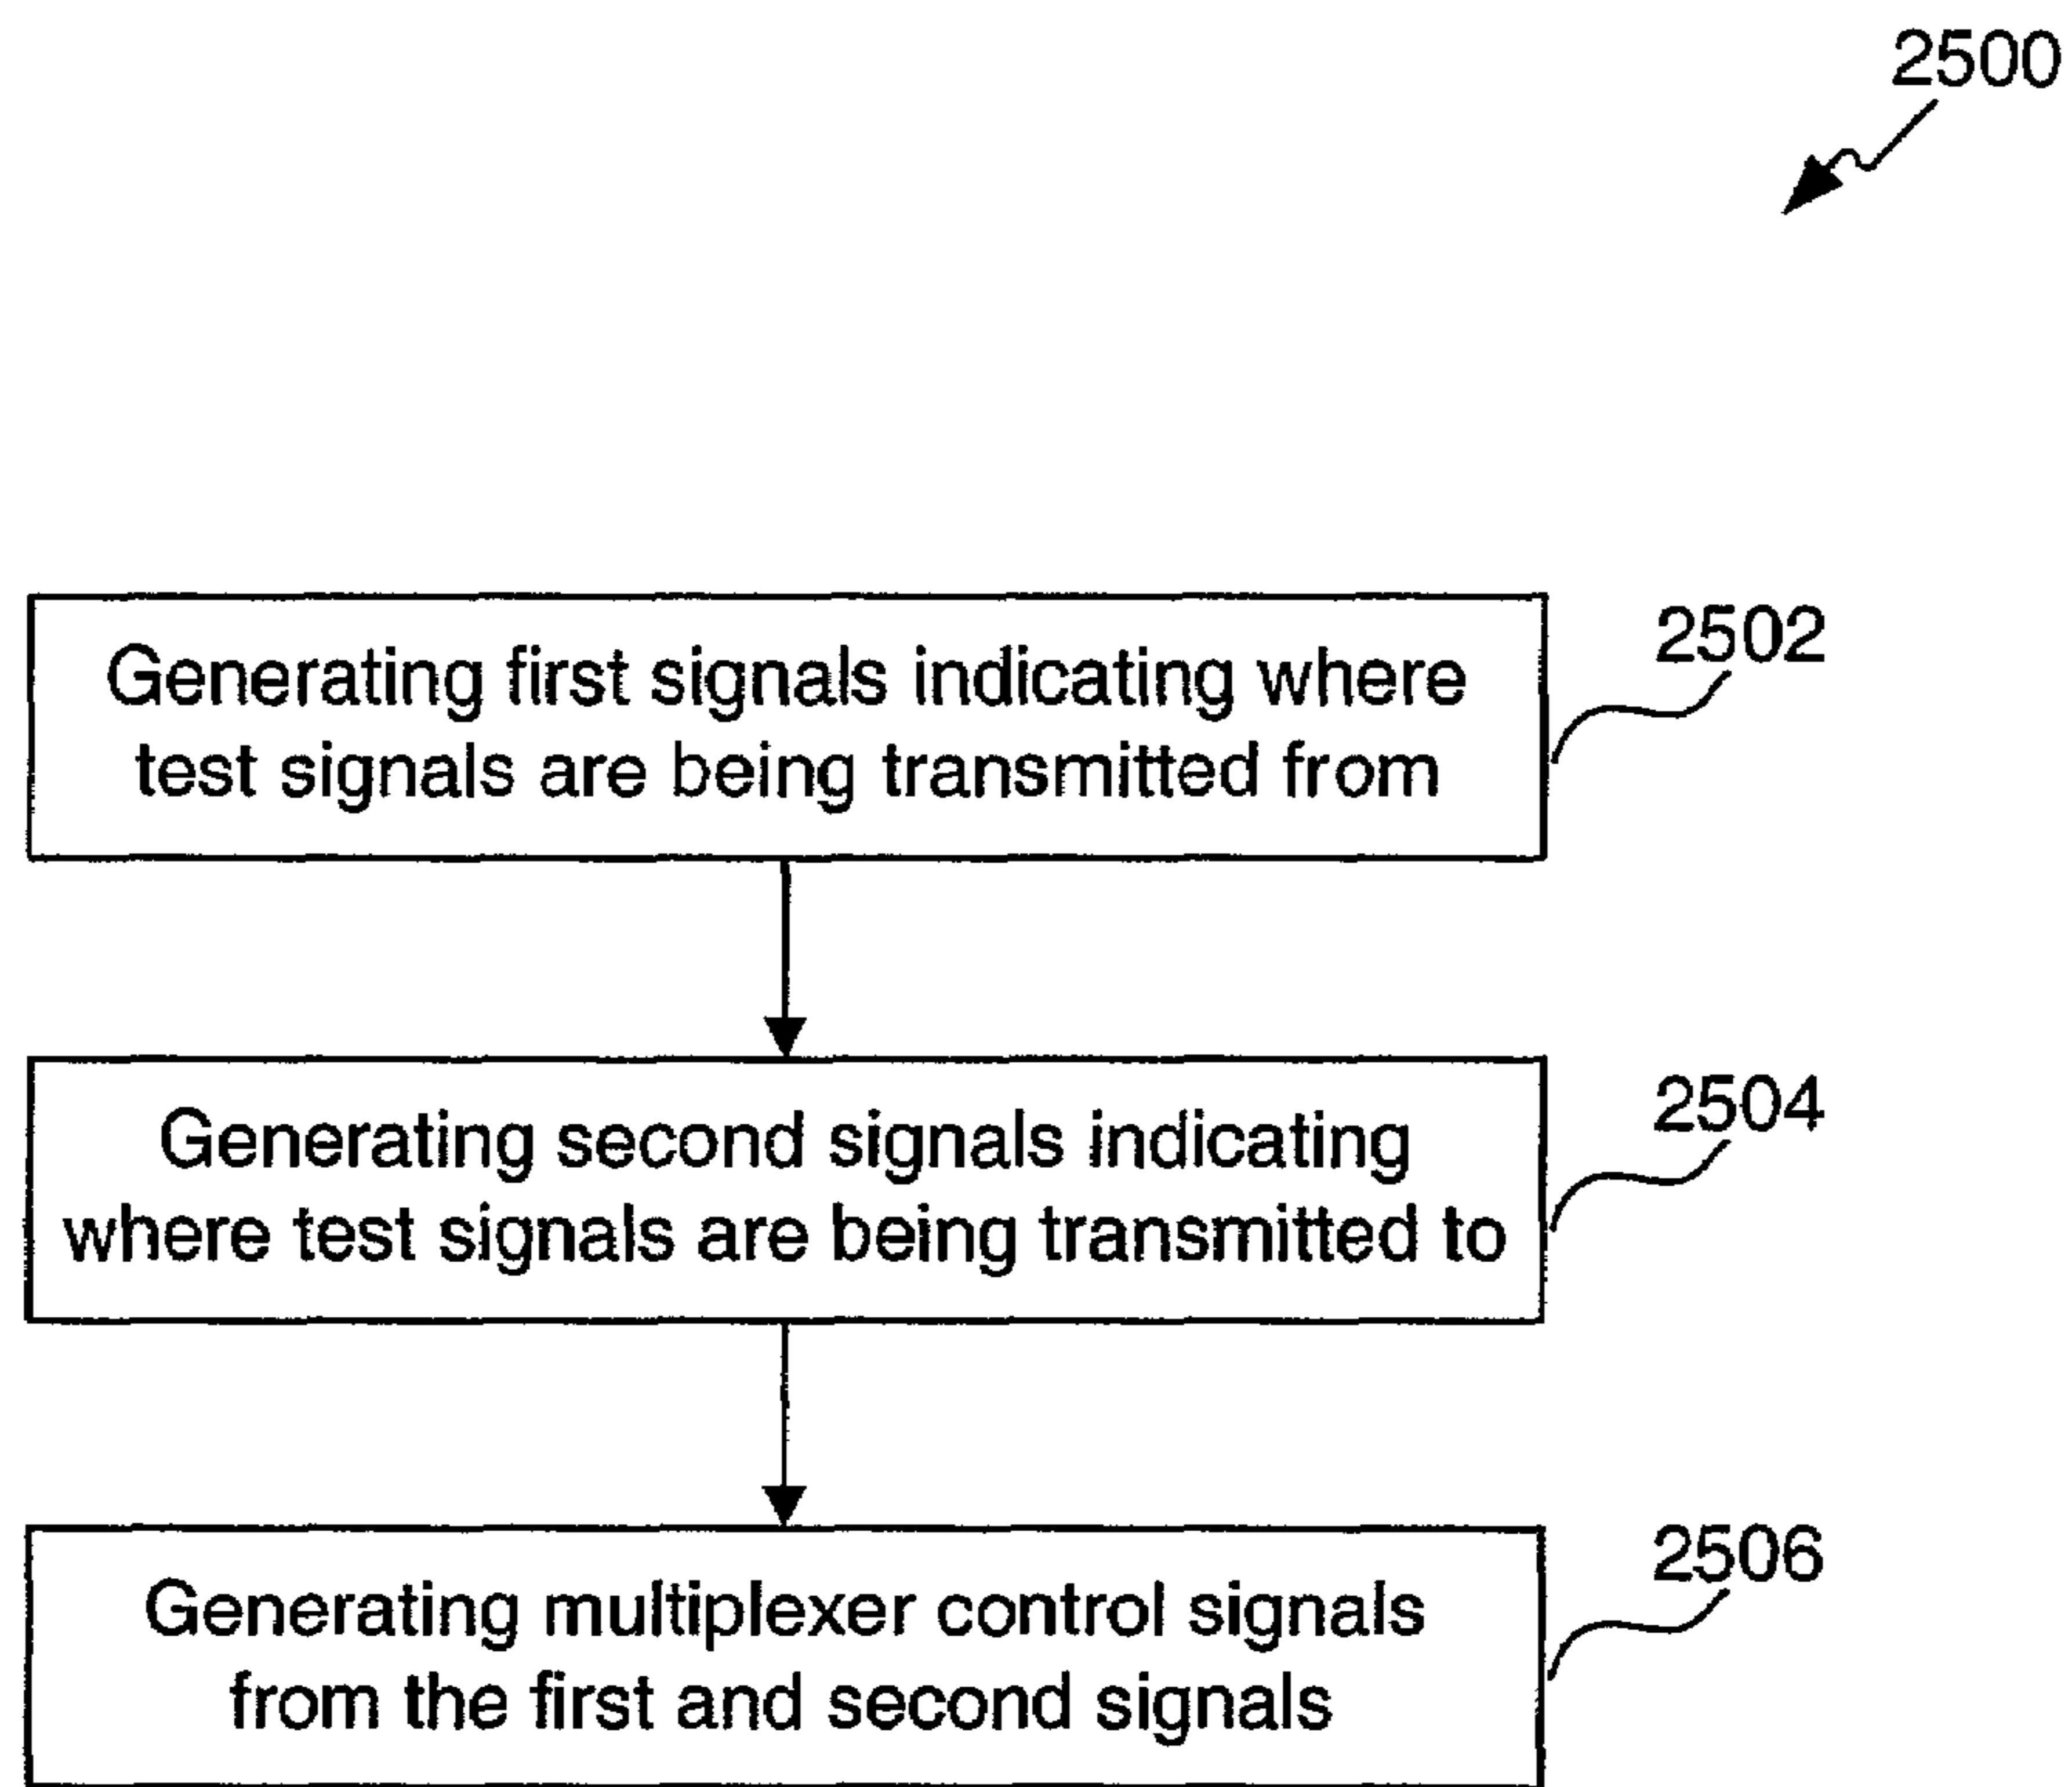 2500
Generating first signals indicating where
test signals are being transmitted from
2502
Generating second signals indicating
where test signals are being transmitted to
2504
Generating multiplexer control signals
from the first and second signals
2506